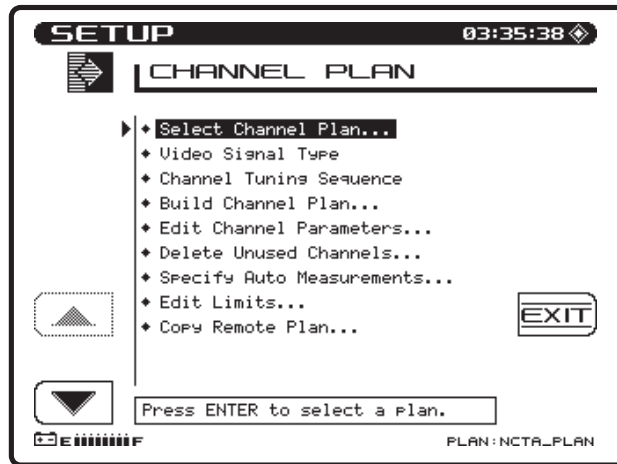 SETUP 03:35:38
CHANNEL PLAN
Select Channel Plan...
Video Signal Type
Channel Tuning Sequence
Build Channel Plan...
Edit Channel Parameters...
Delete Unused Channels...
Specify Auto Measurements...
Edit Limits...
Copy Remote Plan...
EXIT
Press ENTER to select a plan.
E F PLAN:NCTA_PLAN